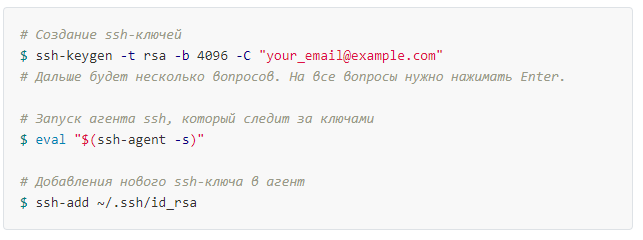 # Создание ssh-ключей
$ ssh-keygen -t rsa -b 4096 -C "your_email@example.com"
# Дальше будет несколько вопросов. На все вопросы нужно нажимать Enter.
# Запуск агента ssh, который следит за ключами
$ eval "$(ssh-agent -s)"
# Добавления нового ssh-ключа в агент
$ ssh-add ~/.ssh/id_rsa